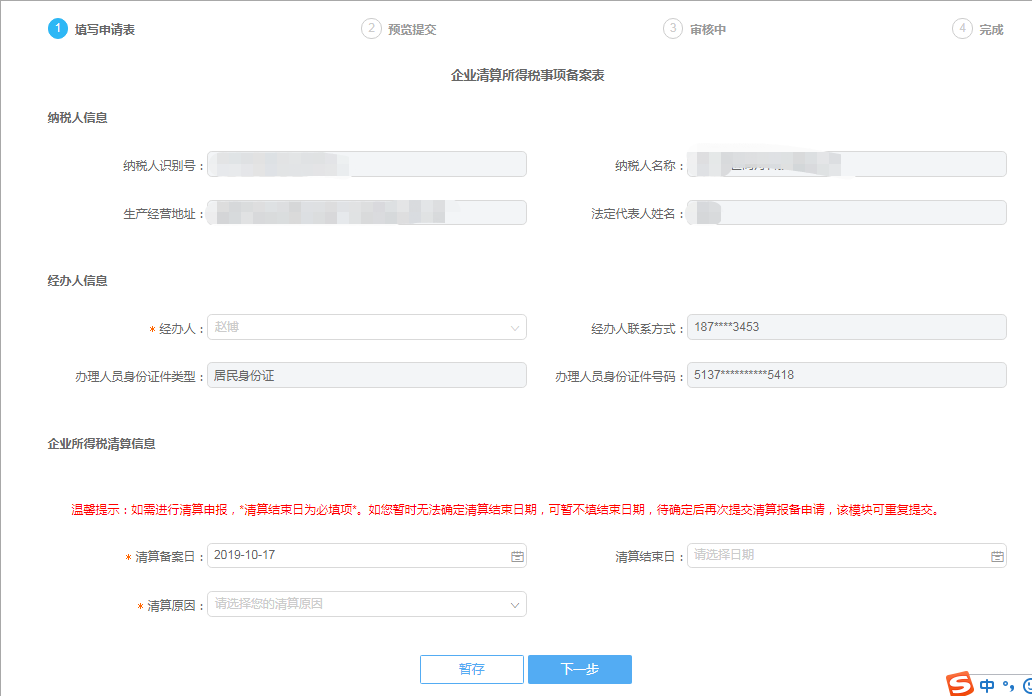 1 填写申请表 2 预览提交 3 审核中 4 完成
企业清算所得税事项备案表
纳税人信息
纳税人识别号： 纳税人名称：
生产经营地址： 法定代表人姓名：
经办人信息
* 经办人： 赵博 经办人联系方式： 187****3453
办理人员身份证件类型： 居民身份证 办理人员身份证件号码： 5137**********5418
企业所得税清算信息
温馨提示：如需进行清算申报，*清算结束日为必填项*。如您暂时无法确定清算结束日期，可暂不填结束日期，待确定后再次提交清算报备申请，该模块可重复提交。
* 清算备案日： 2019-10-17 清算结束日： 请选择日期
* 清算原因： 请选择您的清算原因
暂存 下一步
S 中 °,